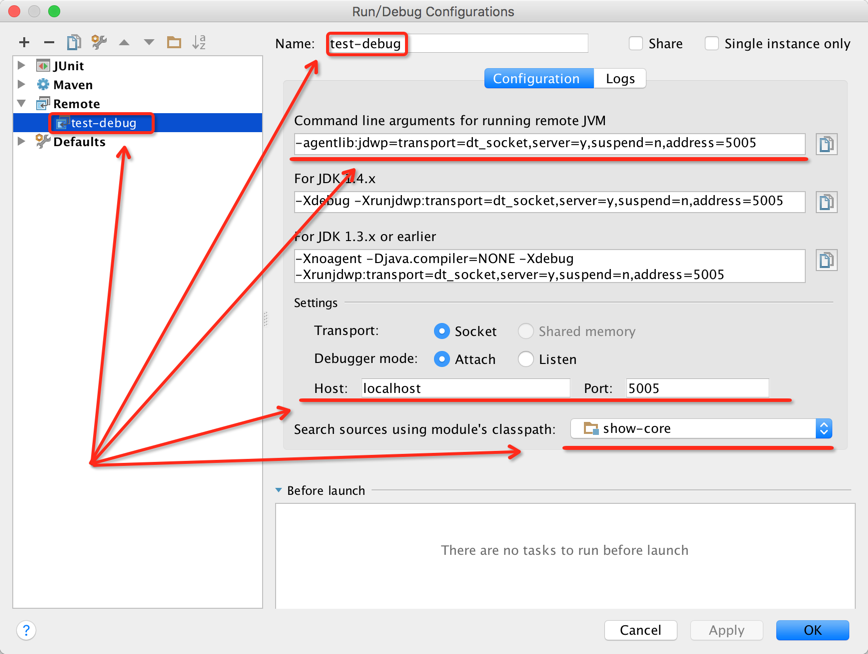 Run/Debug Configurations
Name: test-debug
Share
Single instance only
JUnit
Maven
Remote
test-debug
Defaults
Configuration
Logs
Command line arguments for running remote JVM
-agentlib:jdwp=transport=dt_socket,server=y,suspend=n,address=5005
For JDK 1.4.x
-Xdebug -Xrunjdwp:transport=dt_socket,server=y,suspend=n,address=5005
For JDK 1.3.x or earlier
-Xnoagent -Djava.compiler=NONE -Xdebug
-Xrunjdwp:transport=dt_socket,server=y,suspend=n,address=5005
Settings
Transport: Socket Shared memory
Debugger mode: Attach Listen
Host: localhost Port: 5005
Search sources using module's classpath: show-core
Before launch
There are no tasks to run before launch
? Cancel Apply OK